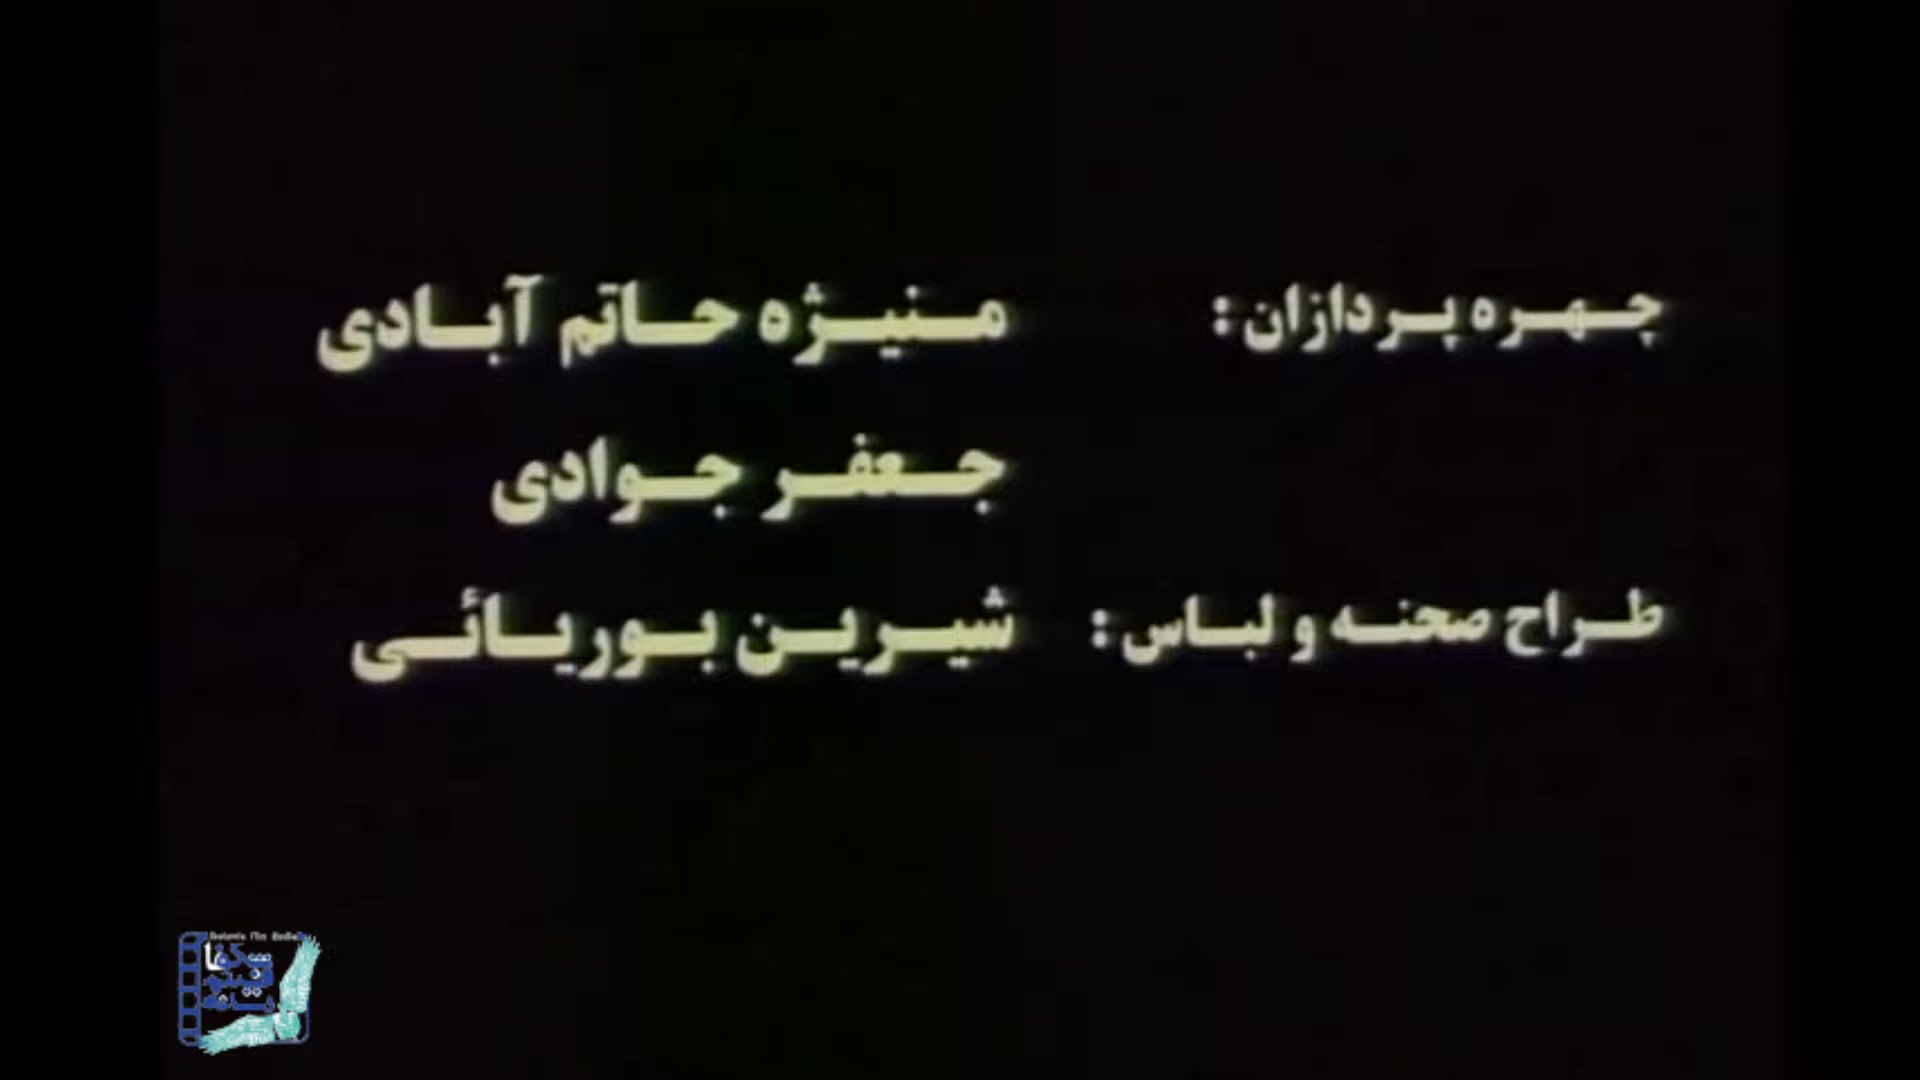 چهره پردازان: منیژه حاتم آبادی
جعفر جوادی
طراح صحنه و لباس: شیرین بوریائی